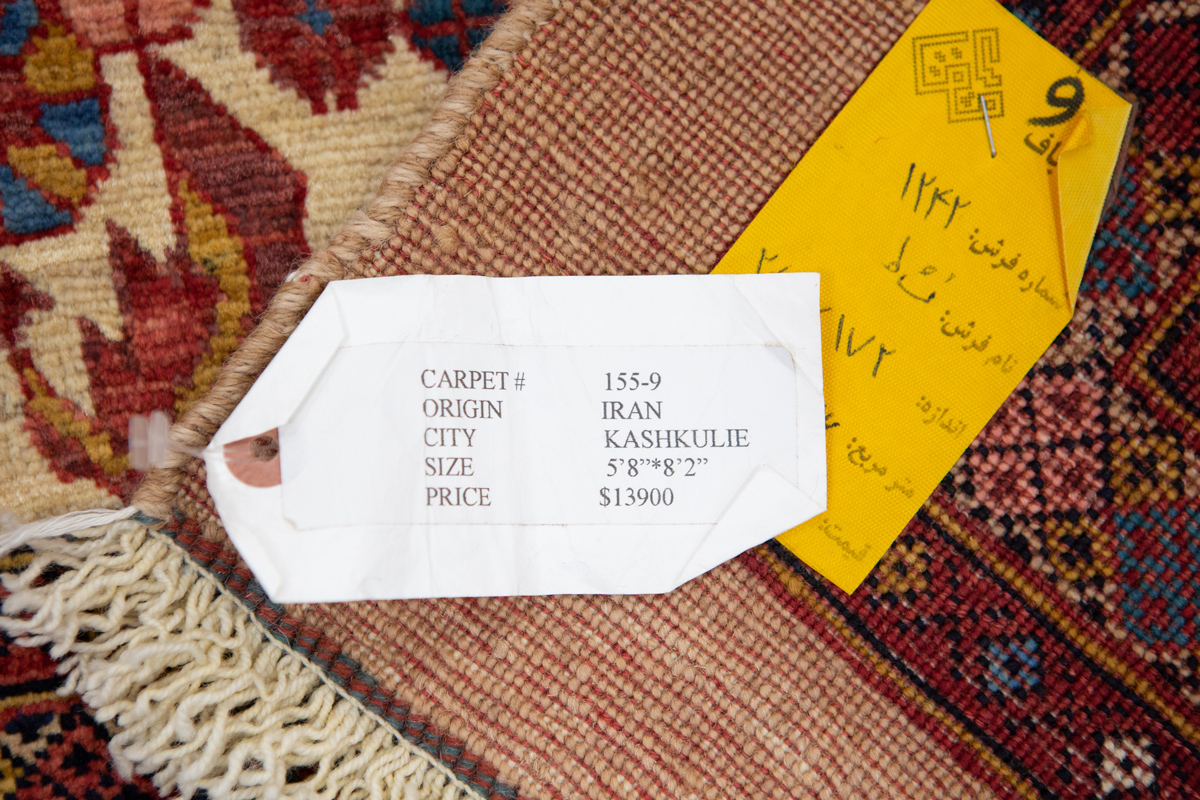 CARPET # 155-9
ORIGIN IRAN
CITY KASHKULIE
SIZE 5’8”*8’2”
PRICE $13900
و
باف
شماره فرش: ۱۲۴۲
نام فرش:
اندازه: ۱۷۲
متر مربع:
قیمت: